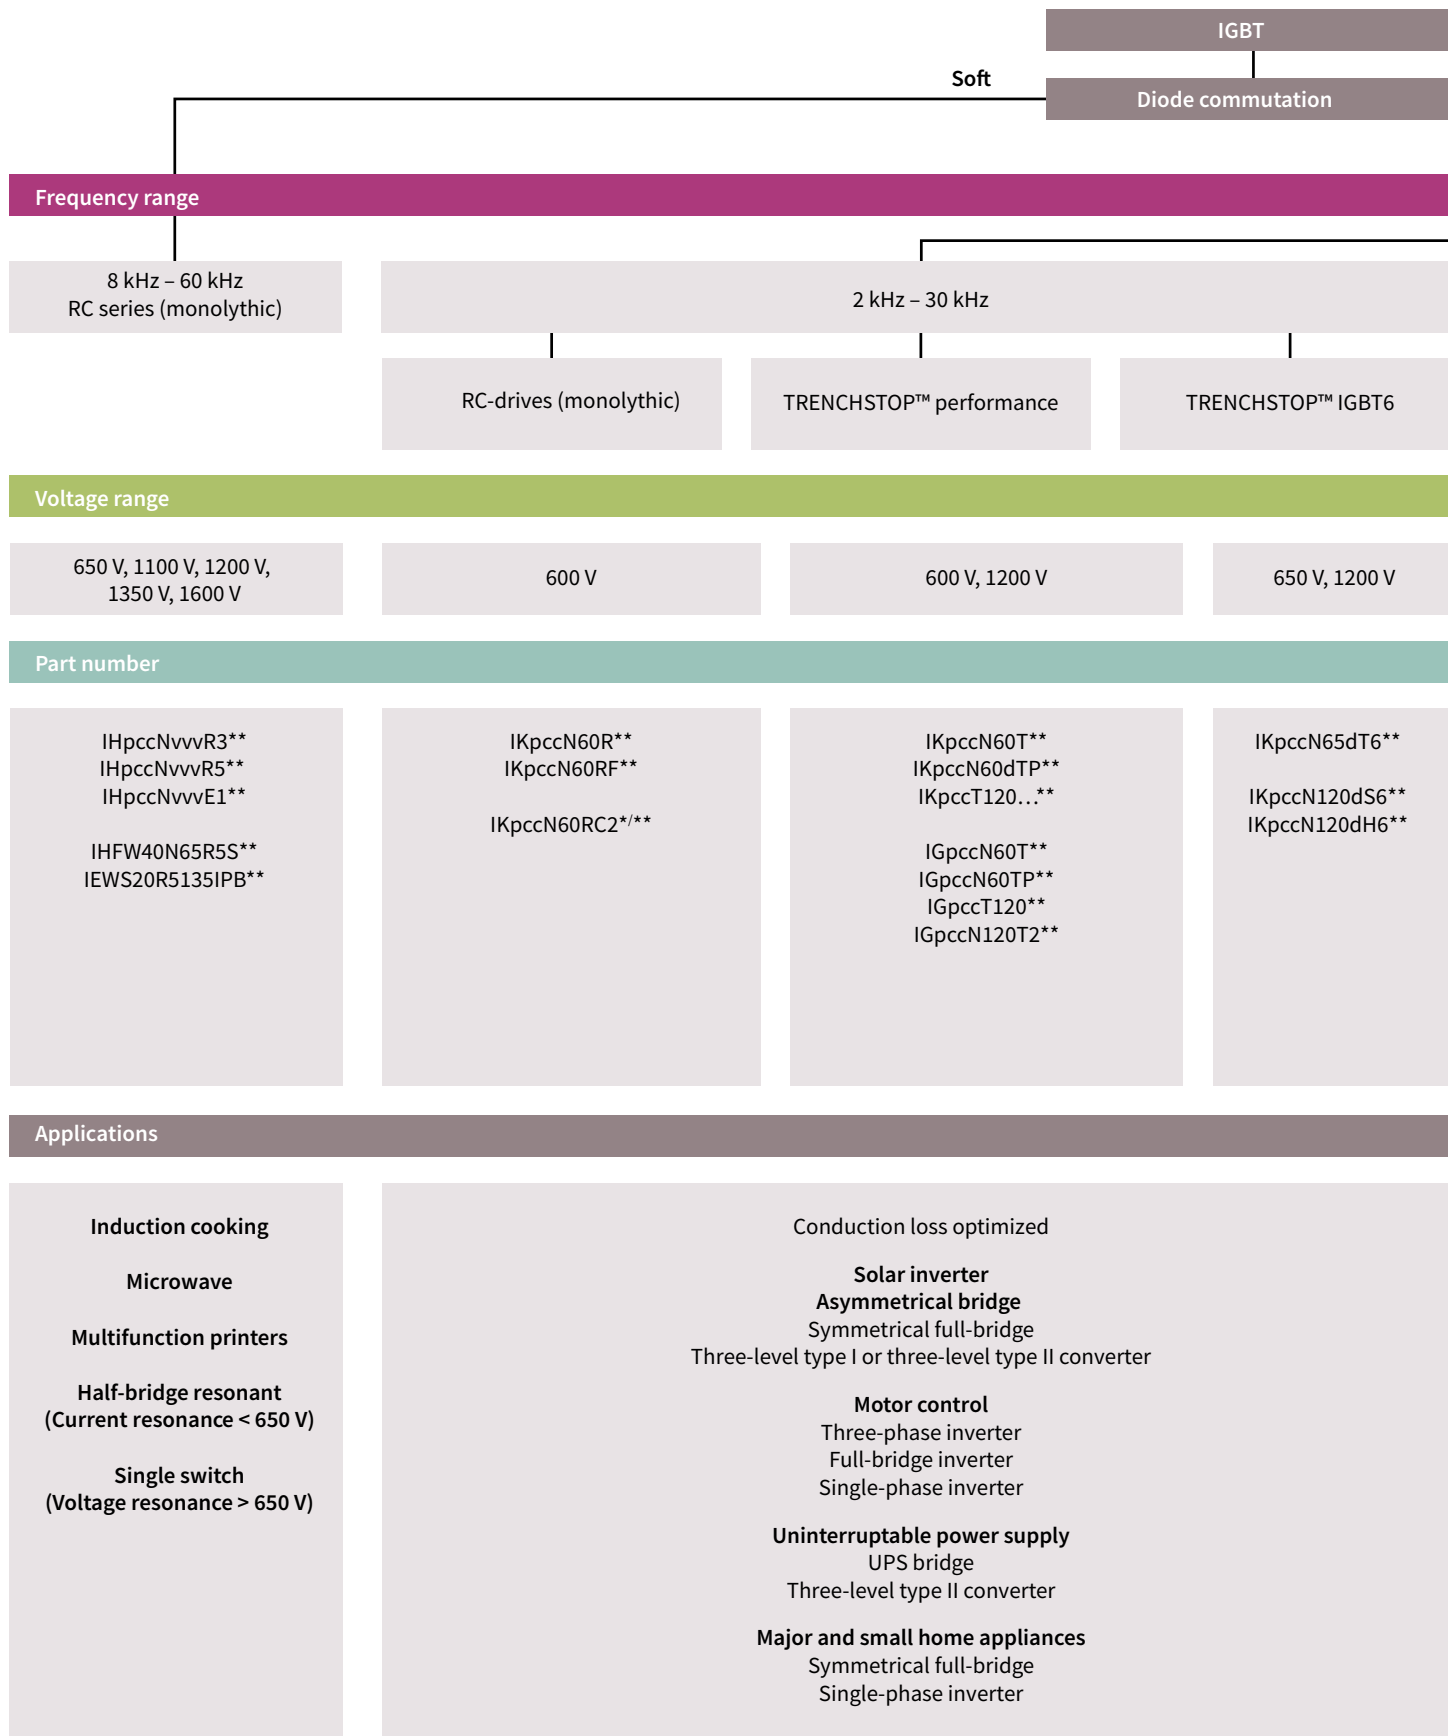 IGBT
Soft
Diode commutation
Frequency range
8 kHz – 60 kHz
RC series (monolythic)
2 kHz – 30 kHz
RC-drives (monolythic)
TRENCHSTOP™ performance
TRENCHSTOP™ IGBT6
Voltage range
650 V, 1100 V, 1200 V,
1350 V, 1600 V
600 V
600 V, 1200 V
650 V, 1200 V
Part number
IHpccNvvvR3**
IHpccNvvvR5**
IHpccNvvvE1**
IHFW40N65R5S**
IEWS20R5135IPB**
IKpccN60R**
IKpccN60RF**
IKpccN60RC2*/**
IKpccN60T**
IKpccN60dTP**
IKpccT120…**
IGpccN60T**
IGpccN60TP**
IGpccT120**
IGpccN120T2**
IKpccN65dT6**
IKpccN120dS6**
IKpccN120dH6**
Applications
Induction cooking
Microwave
Multifunction printers
Half-bridge resonant
(Current resonance < 650 V)
Single switch
(Voltage resonance > 650 V)
Conduction loss optimized
Solar inverter
Asymmetrical bridge
Symmetrical full-bridge
Three-level type I or three-level type II converter
Motor control
Three-phase inverter
Full-bridge inverter
Single-phase inverter
Uninterruptable power supply
UPS bridge
Three-level type II converter
Major and small home appliances
Symmetrical full-bridge
Single-phase inverter